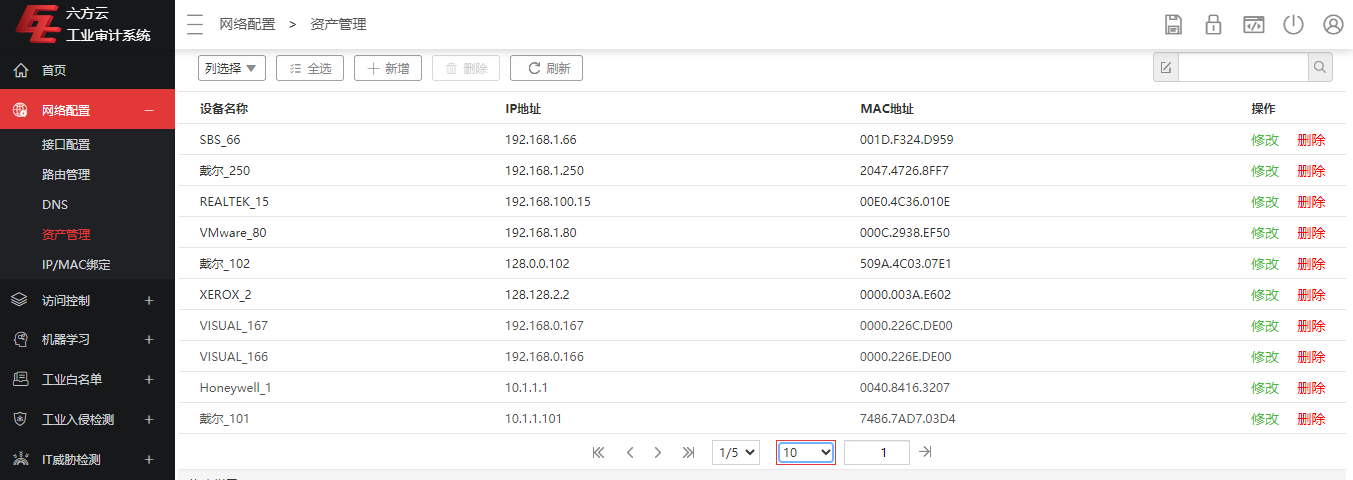 六方云
工业审计系统
网络配置 > 资产管理
首页
网络配置
接口配置
路由管理
DNS
资产管理
IP/MAC绑定
访问控制
机器学习
工业白名单
工业入侵检测
IT威胁检测
列选择 全选 新增 删除 刷新
设备名称 IP地址 MAC地址 操作
SBS_66 192.168.1.66 001D.F324.D959 修改 删除
戴尔_250 192.168.1.250 2047.4726.8FF7 修改 删除
REALTEK_15 192.168.100.15 00E0.4C36.010E 修改 删除
VMware_80 192.168.1.80 000C.2938.EF50 修改 删除
戴尔_102 128.0.0.102 509A.4C03.07E1 修改 删除
XEROX_2 128.128.2.2 0000.003A.E602 修改 删除
VISUAL_167 192.168.0.167 0000.226C.DE00 修改 删除
VISUAL_166 192.168.0.166 0000.226E.DE00 修改 删除
Honeywell_1 10.1.1.1 0040.8416.3207 修改 删除
戴尔_101 10.1.1.101 7486.7AD7.03D4 修改 删除
1/5 10 1